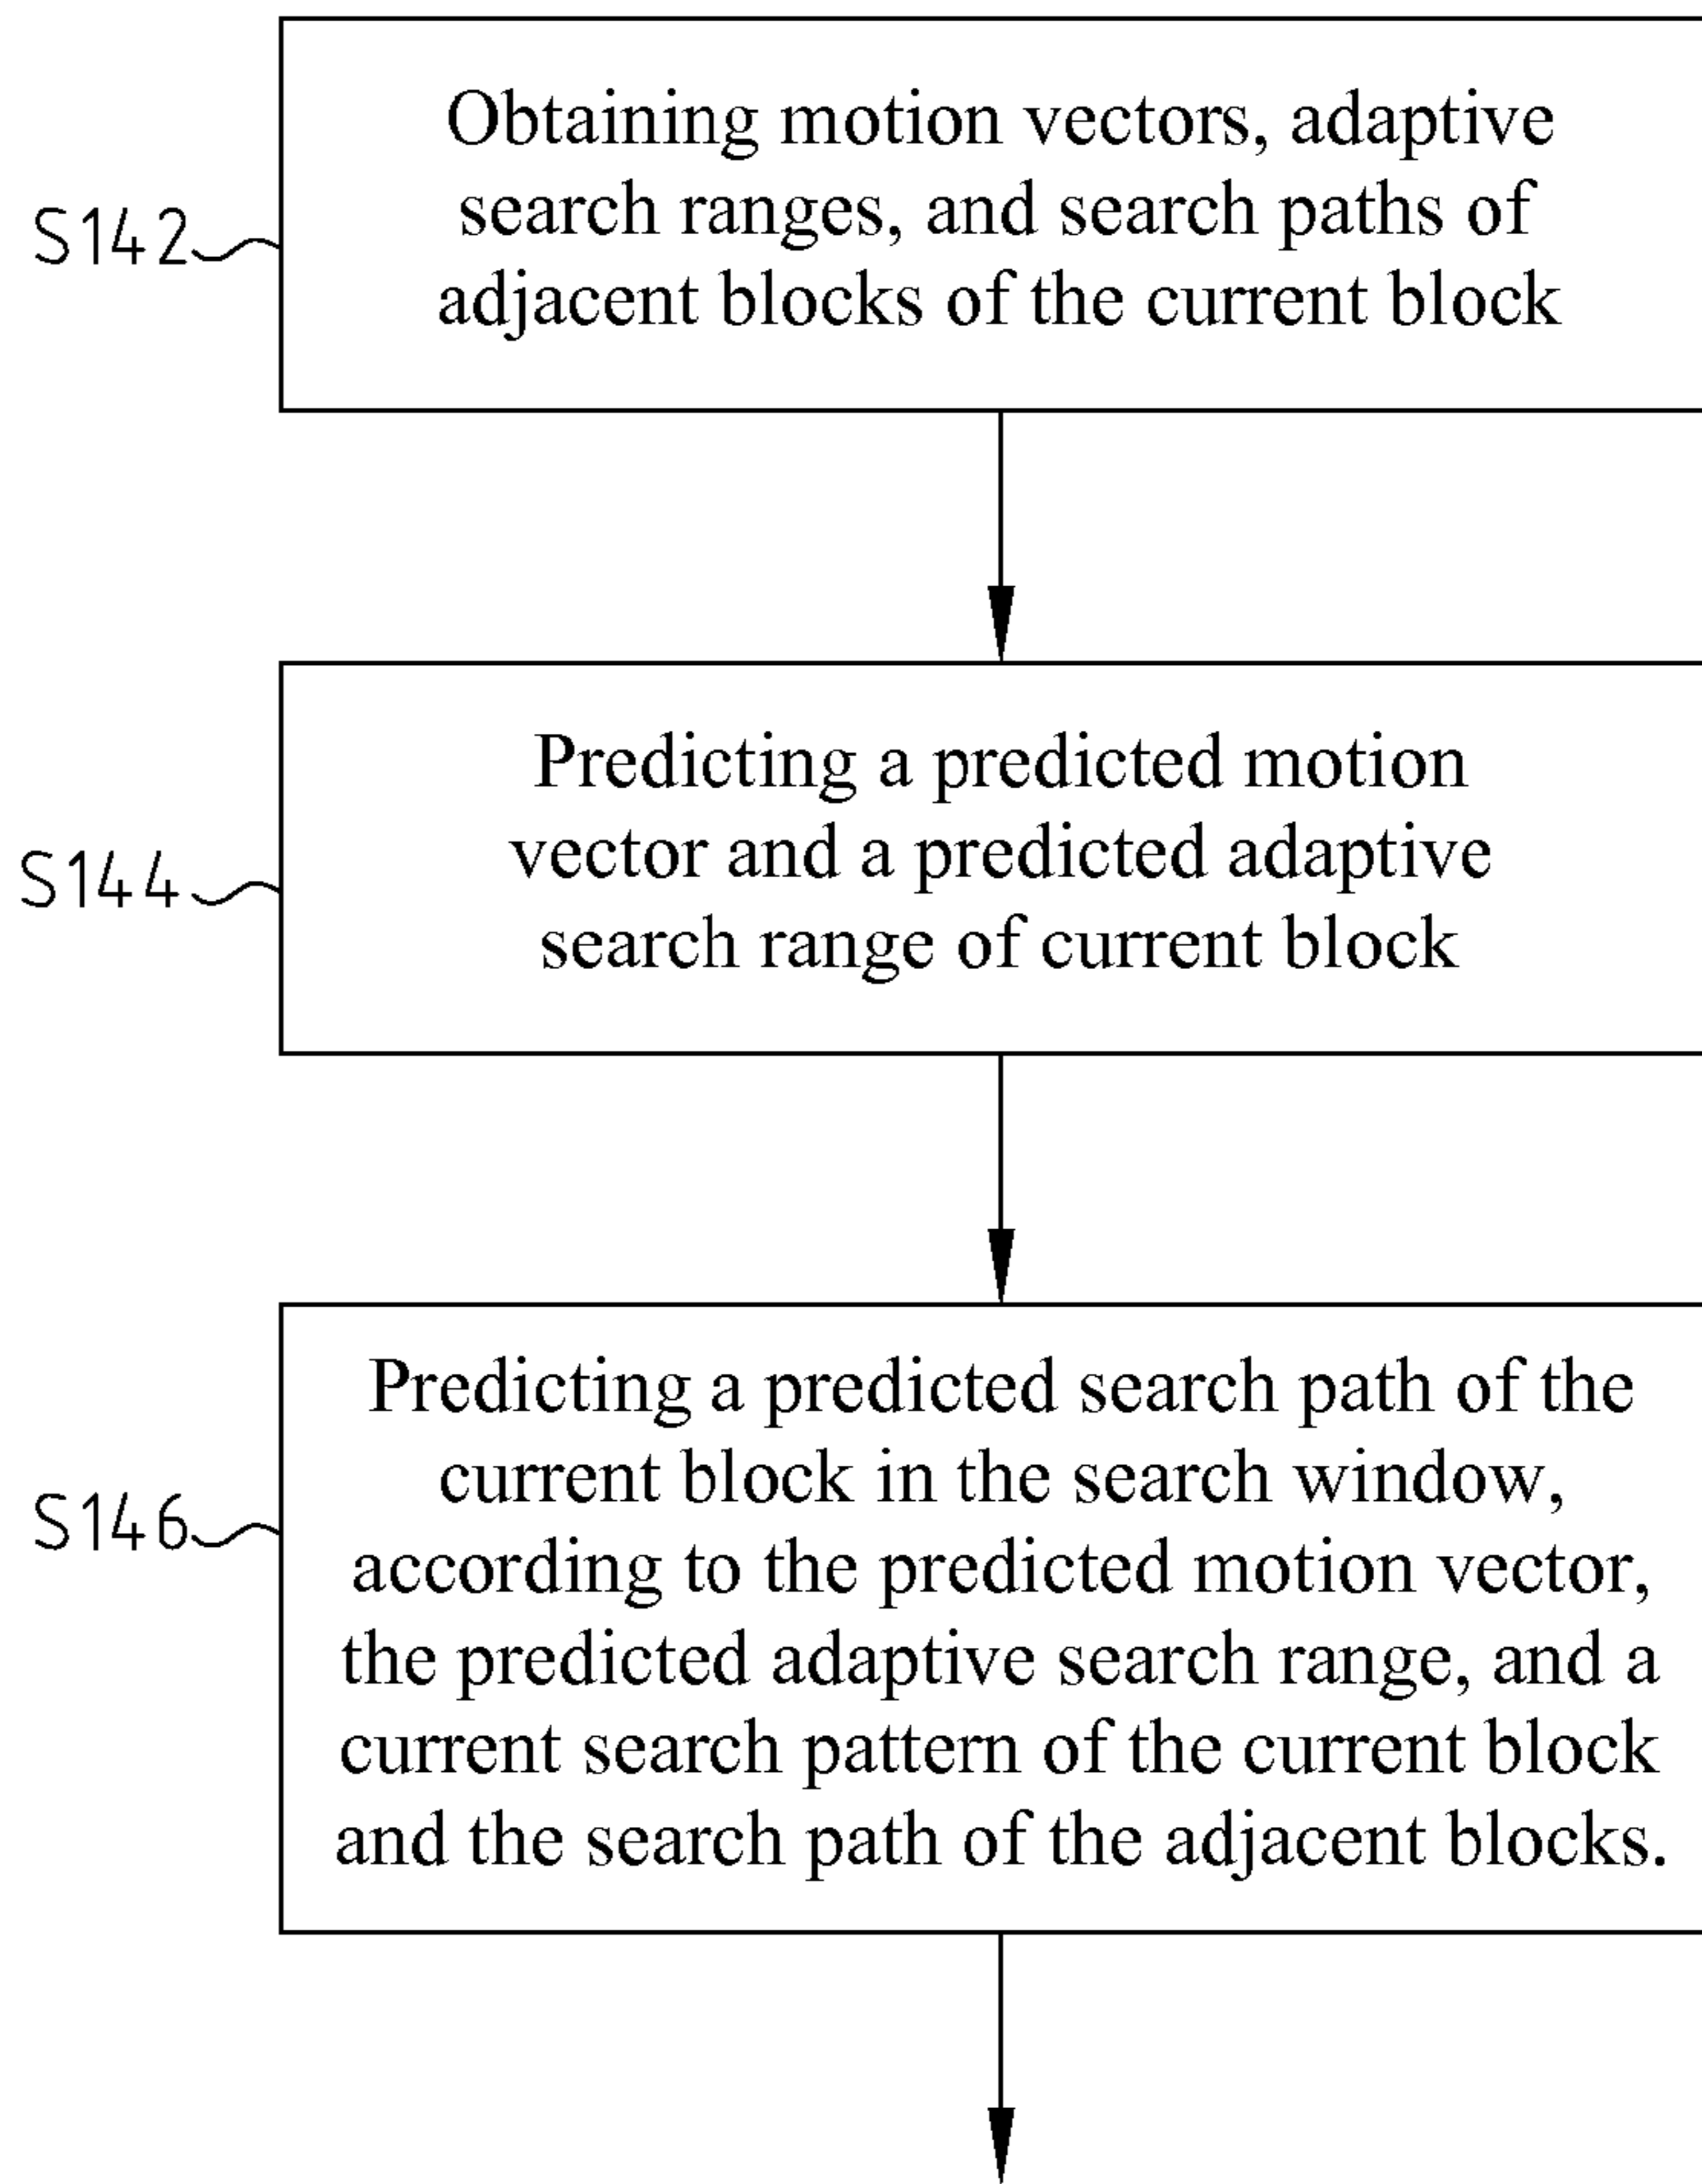 Obtaining motion vectors, adaptive
search ranges, and search paths of
adjacent blocks of the current block
S142
Predicting a predicted motion
vector and a predicted adaptive
search range of current block
S144
Predicting a predicted search path of the
current block in the search window,
according to the predicted motion vector,
the predicted adaptive search range, and a
current search pattern of the current block
and the search path of the adjacent blocks.
S146